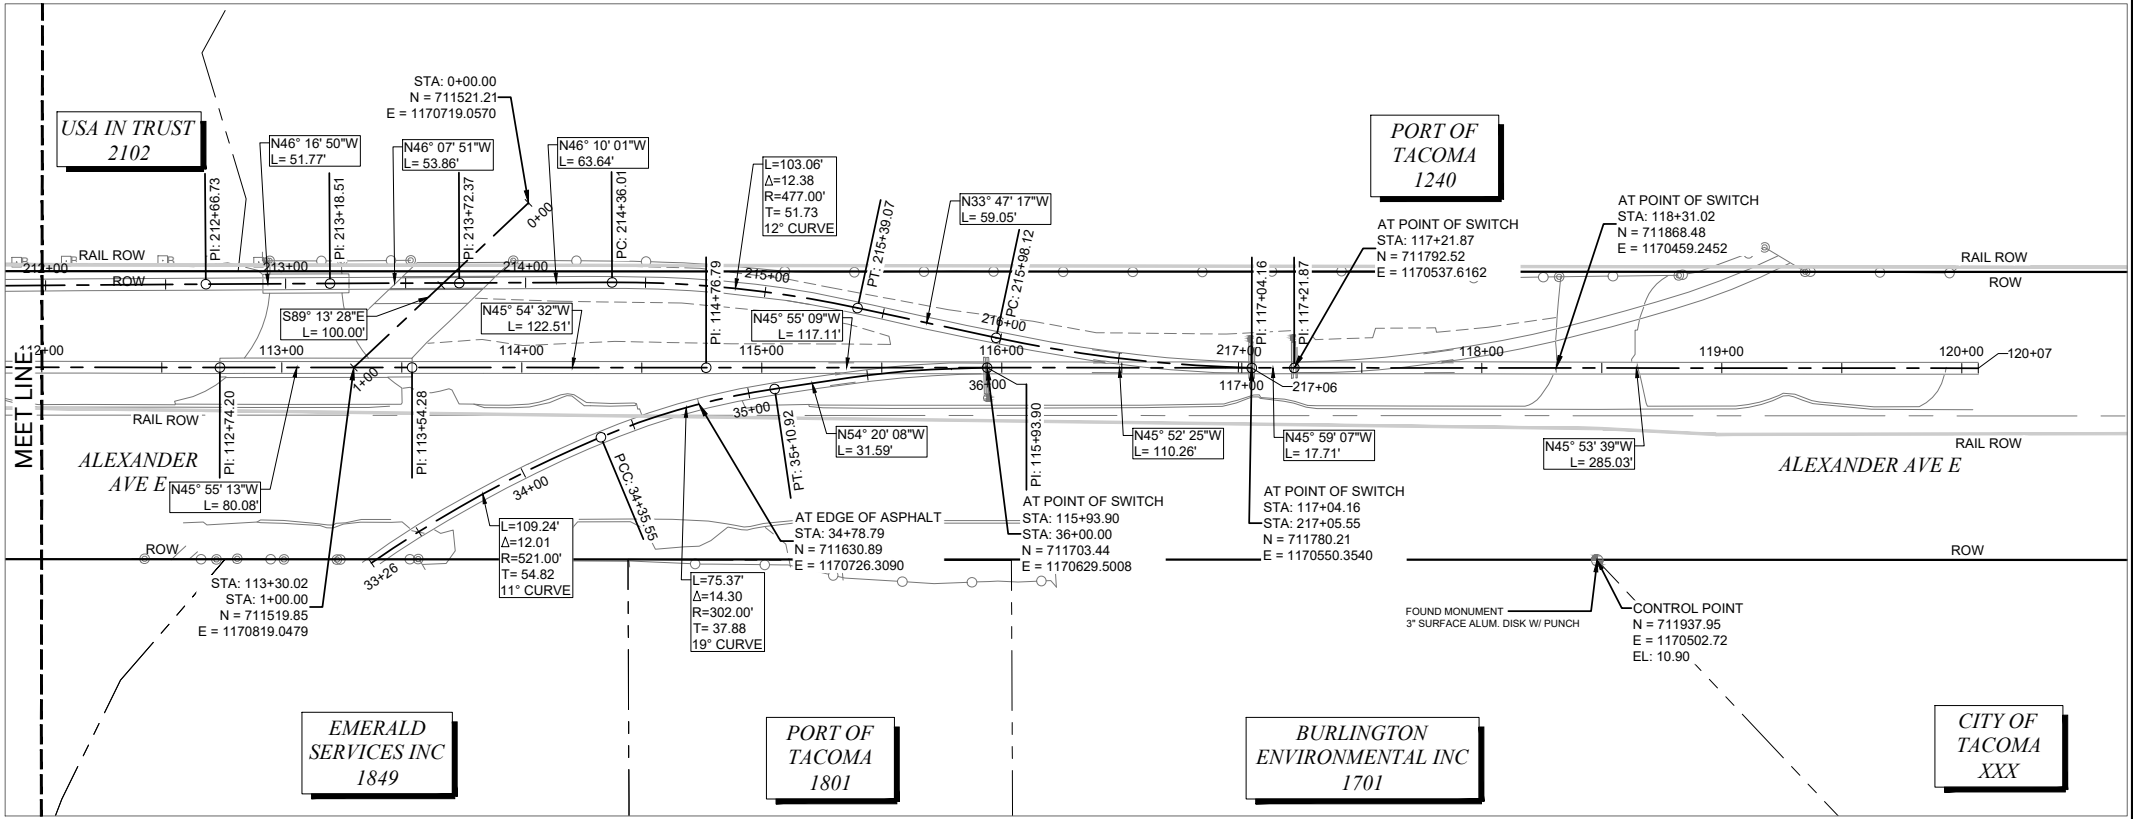 STA: 0+00.00
N = 711521.21
E = 1170719.0570
USA IN TRUST
2102
N46° 16' 50"W
L= 51.77'
N46° 07' 51"W
L= 53.86'
N46° 10' 01"W
L= 63.64'
L=103.06'
Δ=12.38
R=477.00'
T= 51.73
12° CURVE
PORT OF
TACOMA
1240
N33° 47' 17"W
L= 59.05'
AT POINT OF SWITCH
STA: 117+21.87
N = 711792.52
E = 1170537.6162
AT POINT OF SWITCH
STA: 118+31.02
N = 711868.48
E = 1170459.2452
PI: 212+66.73
PI: 213+18.51
PI: 213+72.37
0+00
PC: 214+36.01
PI: 114+76.79
PT: 215+39.07
PC: 215+98.12
PI: 117+04.16
PI: 117+21.87
RAIL ROW
RAIL ROW
212+00
213+00
214+00
215+00
216+00
217+00
ROW
ROW
S89° 13' 28"E
L= 100.00'
N45° 54' 32"W
L= 122.51'
N45° 55' 09"W
L= 117.11'
112+00
113+00
114+00
115+00
116+00
118+00
119+00
120+00
120+07
1+00
36+00
117+00
217+06
MEET LINE:
PI: 112+74.20
PI: 113+54.28
35+00
PT: 35+10.92
PI: 115+93.90
RAIL ROW
RAIL ROW
ALEXANDER
AVE E
ALEXANDER AVE E
N45° 55' 13"W
L= 80.08'
N54° 20' 08"W
L= 31.59'
N45° 52' 25"W
L= 110.26'
N45° 59' 07"W
L= 17.71'
N45° 53' 39"W
L= 285.03'
34+00
PCC: 34+35.55
33+26
ROW
ROW
L=109.24'
Δ=12.01
R=521.00'
T= 54.82
11° CURVE
AT EDGE OF ASPHALT
STA: 34+78.79
N = 711630.89
E = 1170726.3090
AT POINT OF SWITCH
STA: 115+93.90
STA: 36+00.00
N = 711703.44
E = 1170629.5008
AT POINT OF SWITCH
STA: 117+04.16
STA: 217+05.55
N = 711780.21
E = 1170550.3540
STA: 113+30.02
STA: 1+00.00
N = 711519.85
E = 1170819.0479
L=75.37'
Δ=14.30
R=302.00'
T= 37.88
19° CURVE
FOUND MONUMENT
3" SURFACE ALUM. DISK W/ PUNCH
CONTROL POINT
N = 711937.95
E = 1170502.72
EL: 10.90
EMERALD
SERVICES INC
1849
PORT OF
TACOMA
1801
BURLINGTON
ENVIRONMENTAL INC
1701
CITY OF
TACOMA
XXX